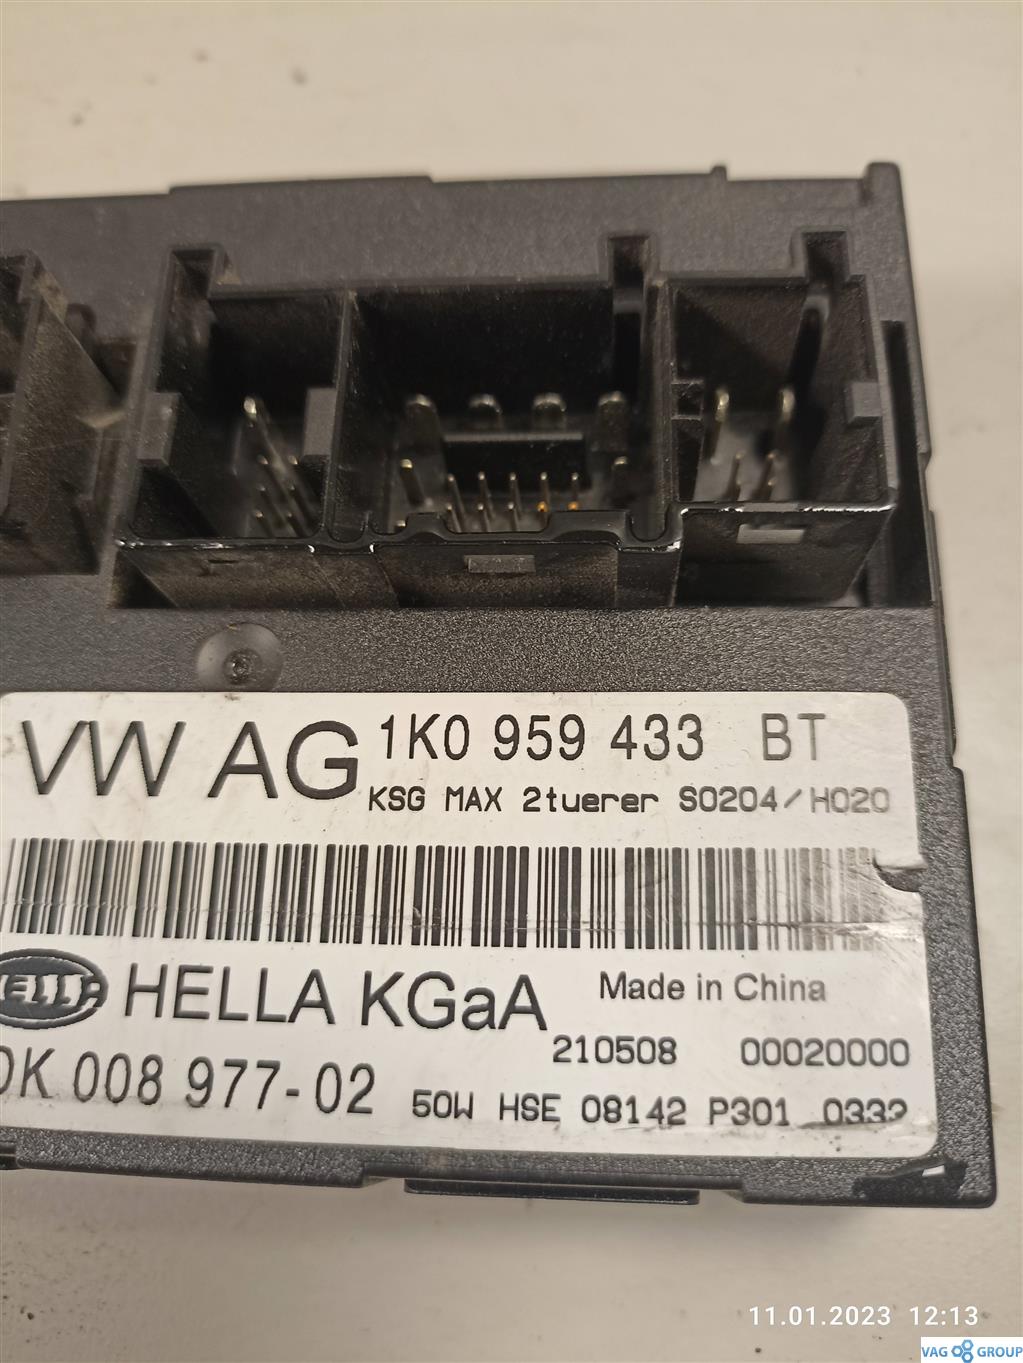 VW AG 1K0 959 433 BT
KSG MAX 2tuerer S0204/H020
HELLA HELLA KGaA Made in China
210508 00020000
008 977-02 50W HSE 08142 P301 0332
11.01.2023 12:13
VAG GROUP